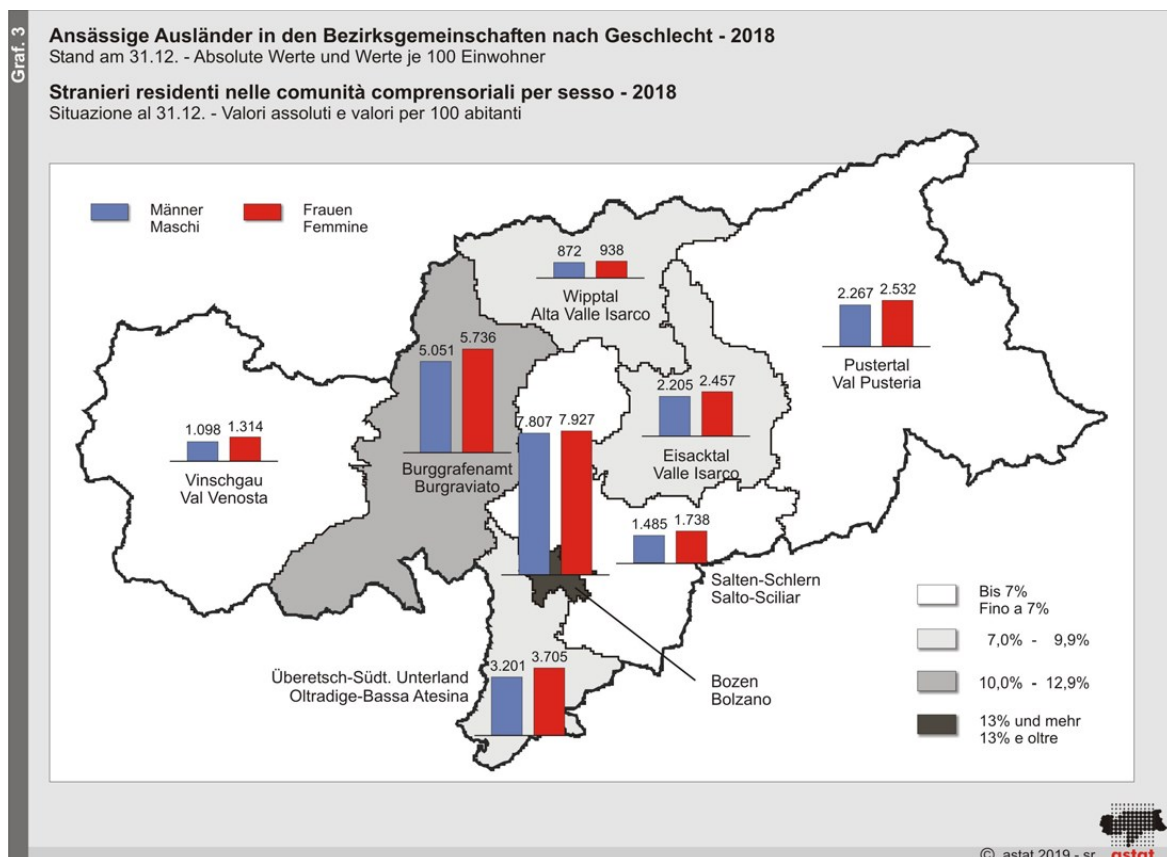 Graf. 3
Ansässige Ausländer in den Bezirksgemeinschaften nach Geschlecht - 2018
Stand am 31.12. - Absolute Werte und Werte je 100 Einwohner
Stranieri residenti nelle comunità comprensoriali per sesso - 2018
Situazione al 31.12. - Valori assoluti e valori per 100 abitanti
Männer
Maschi
Frauen
Femmine
872 938
Wipptal
Alta Valle Isarco
2.267 2.532
Pustertal
Val Pusteria
5.051 5.736
Burggrafenamt
Burgraviato
2.205 2.457
Eisacktal
Valle Isarco
1.098 1.314
Vinschgau
Val Venosta
7.807 7.927
1.485 1.738
Salten-Schlern
Salto-Sciliar
3.201 3.705
Überetsch-Südt. Unterland
Oltradige-Bassa Atesina
Bozen
Bolzano
Bis 7%
Fino a 7%
7,0% - 9,9%
10,0% - 12,9%
13% und mehr
13% e oltre
© astat 2019 - sr
astat